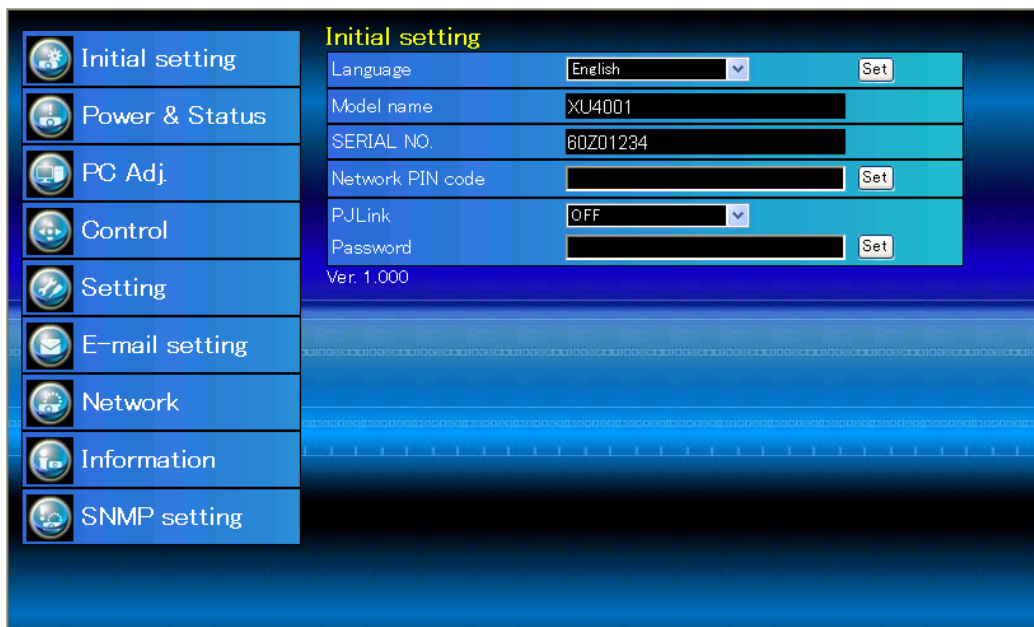 Initial setting
Power & Status
PC Adj.
Control
Setting
E-mail setting
Network
Information
SNMP setting
Initial setting
Language English Set
Model name XU4001
SERIAL NO. 60Z01234
Network PIN code Set
PJLink OFF
Password Set
Ver. 1.000